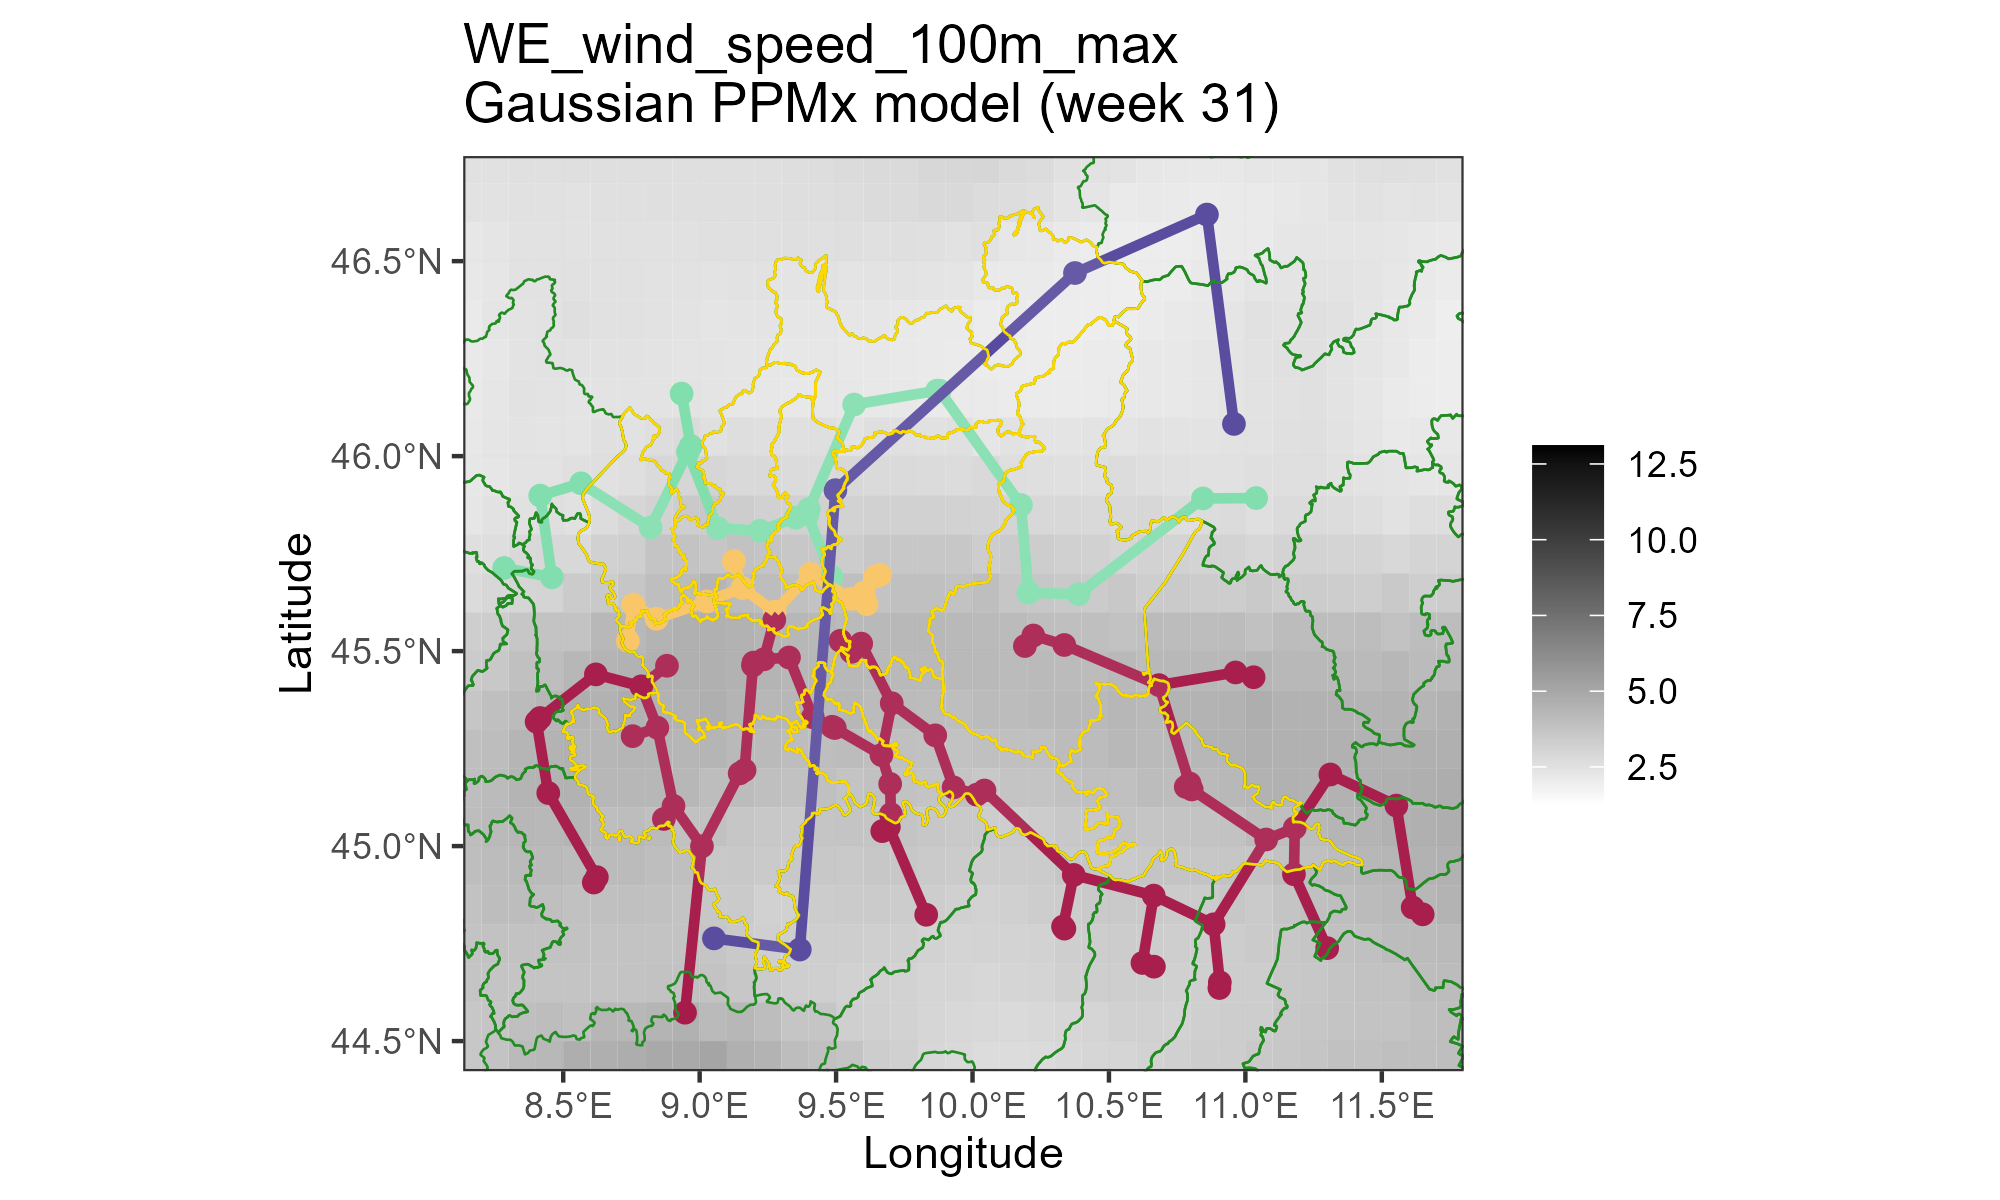 WE_wind_speed_100m_max
Gaussian PPMx model (week 31)
46.5°N
46.0°N
45.5°N
45.0°N
44.5°N
Latitude
8.5°E 9.0°E 9.5°E 10.0°E 10.5°E 11.0°E 11.5°E
Longitude
12.5
10.0
7.5
5.0
2.5